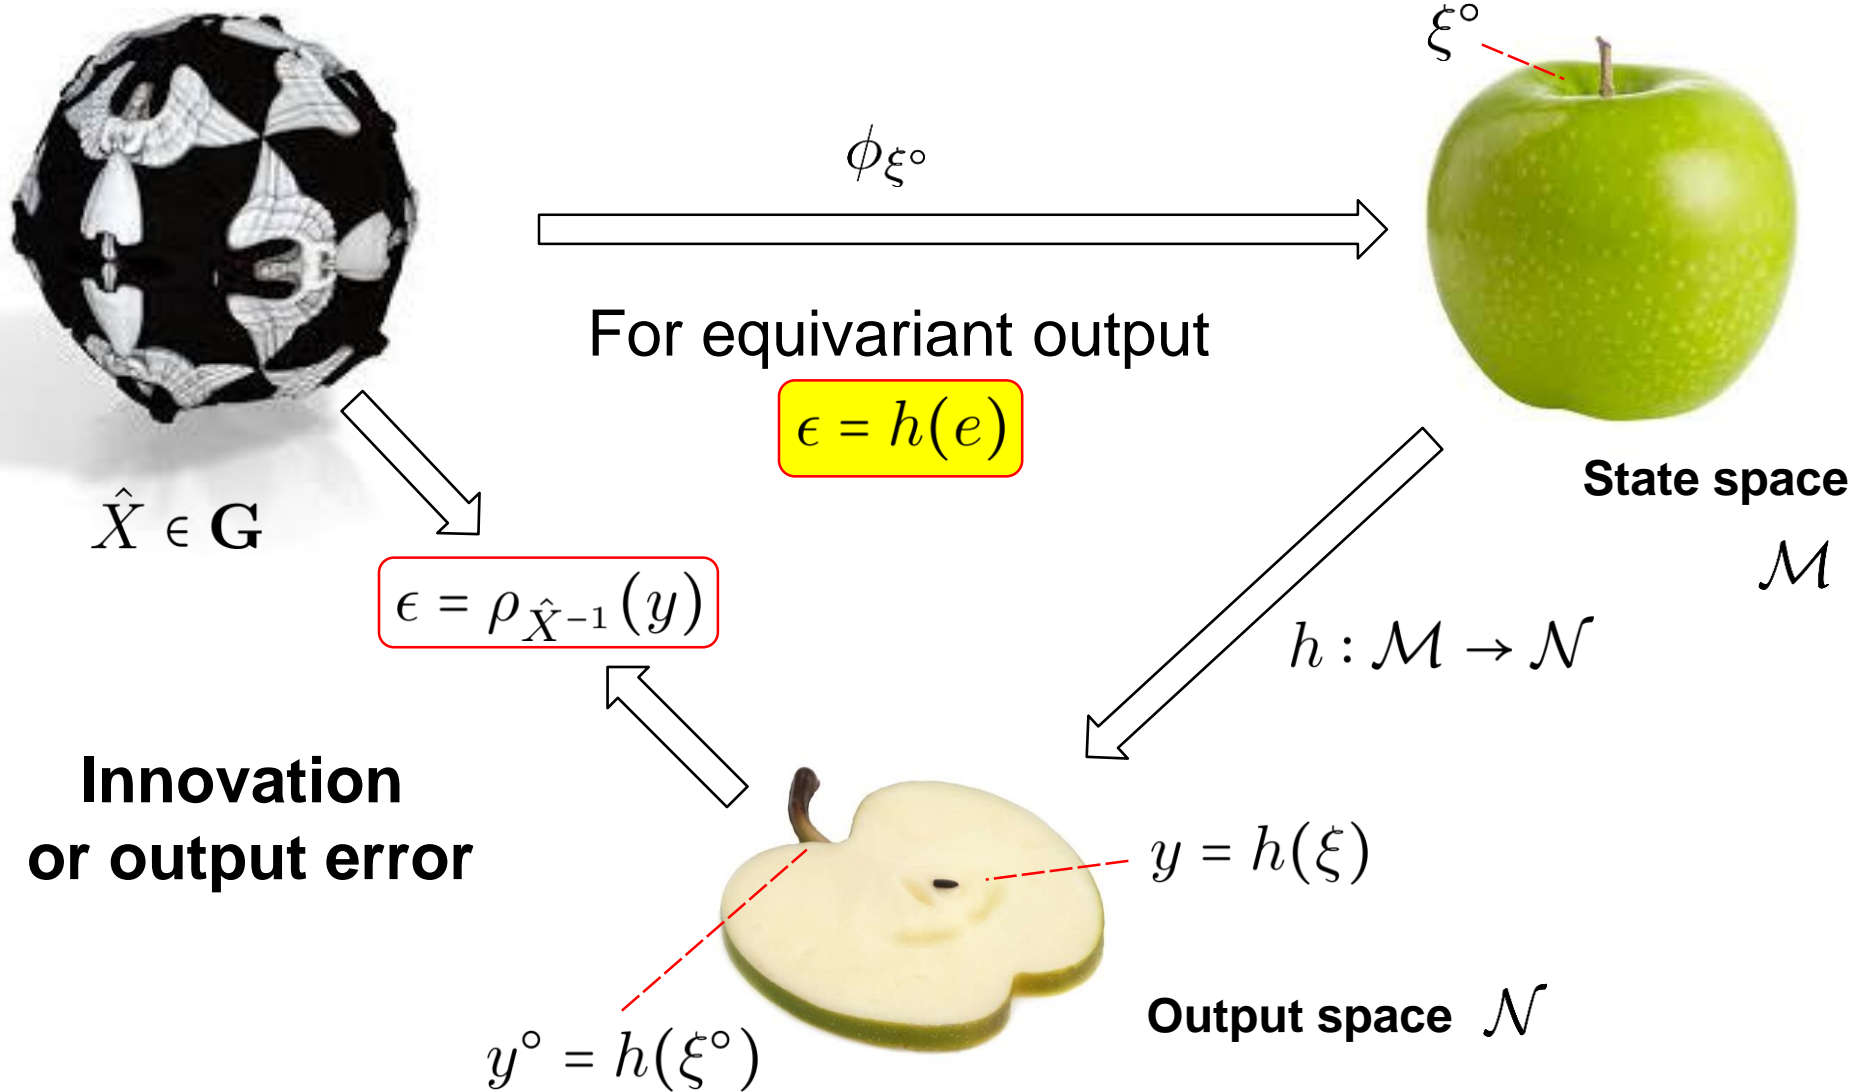 ξ°
ϕ_ξ°
For equivariant output
ϵ = h(e)
State space
ℳ
X̂ ϵ G
ϵ = ρ_X̂⁻¹(y)
h : ℳ → 𝒩
Innovation
or output error
y = h(ξ)
Output space 𝒩
y° = h(ξ°)